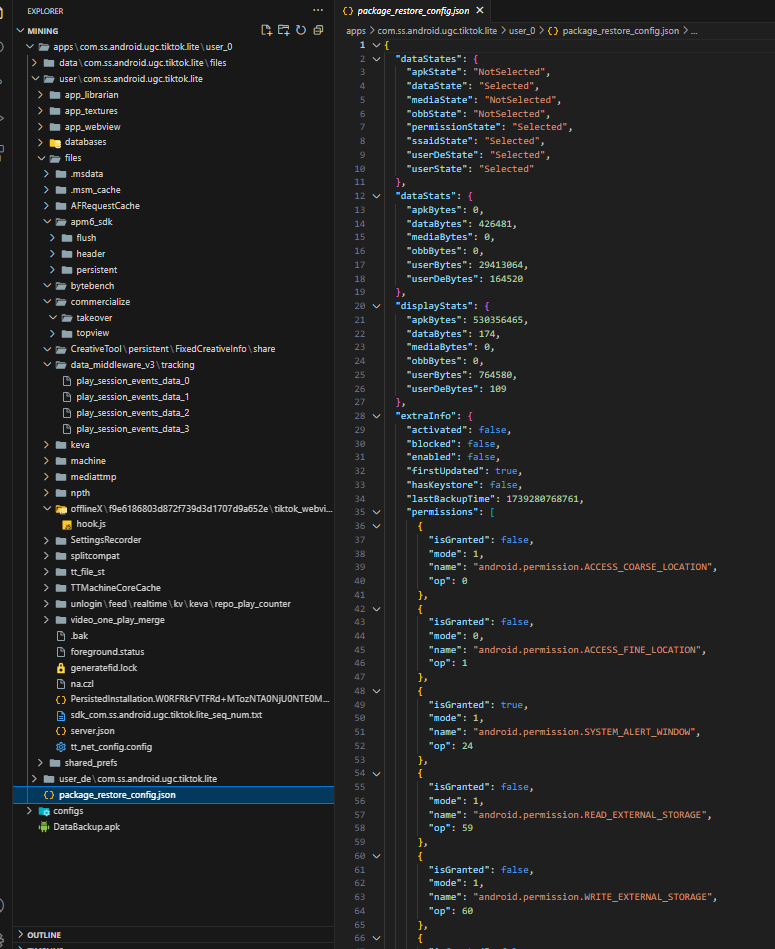 EXPLORER
···
MINING
apps\com.ss.android.ugc.tiktok.lite\user_0
data\com.ss.android.ugc.tiktok.lite\files
user\com.ss.android.ugc.tiktok.lite
app_librarian
app_textures
app_webview
databases
files
.msdata
.msm_cache
AFRequestCache
apm6_sdk
flush
header
persistent
bytebench
commercialize
takeover
topview
CreativeTool\persistent\FixedCreativeInfo\share
data_middleware_v3\tracking
play_session_events_data_0
play_session_events_data_1
play_session_events_data_2
play_session_events_data_3
keva
machine
mediattmp
npth
offlineX\f9e6186803d872f739d3d1707d9a652e\tiktok_webvi...
hook.js
SettingsRecorder
splitcompat
tt_file_st
TTMachineCoreCache
unlogin\feed\realtime\kv\keva\repo_play_counter
video_one_play_merge
.bak
foreground.status
generatefid.lock
na.czl
PersistedInstallation.W0RFRkFVTFRd+MTozNTA0NjU0NTE0M...
sdk_com.ss.android.ugc.tiktok.lite_seq_num.txt
server.json
tt_net_config.config
shared_prefs
user_de\com.ss.android.ugc.tiktok.lite
package_restore_config.json
configs
DataBackup.apk
OUTLINE
package_restore_config.json
apps > com.ss.android.ugc.tiktok.lite > user_0 > {} package_restore_config.json > ...
1 {
2 "dataStates": {
3 "apkState": "NotSelected",
4 "dataState": "Selected",
5 "mediaState": "NotSelected",
6 "obbState": "NotSelected",
7 "permissionState": "Selected",
8 "ssaidState": "Selected",
9 "userDeState": "Selected",
10 "userState": "Selected"
11 },
12 "dataStats": {
13 "apkBytes": 0,
14 "dataBytes": 426481,
15 "mediaBytes": 0,
16 "obbBytes": 0,
17 "userBytes": 29413064,
18 "userDeBytes": 164520
19 },
20 "displayStats": {
21 "apkBytes": 530356465,
22 "dataBytes": 174,
23 "mediaBytes": 0,
24 "obbBytes": 0,
25 "userBytes": 764580,
26 "userDeBytes": 109
27 },
28 "extraInfo": {
29 "activated": false,
30 "blocked": false,
31 "enabled": false,
32 "firstUpdated": true,
33 "hasKeystore": false,
34 "lastBackupTime": 1739280768761,
35 "permissions": [
36 {
37 "isGranted": false,
38 "mode": 1,
39 "name": "android.permission.ACCESS_COARSE_LOCATION",
40 "op": 0
41 },
42 {
43 "isGranted": false,
44 "mode": 0,
45 "name": "android.permission.ACCESS_FINE_LOCATION",
46 "op": 1
47 },
48 {
49 "isGranted": true,
50 "mode": 1,
51 "name": "android.permission.SYSTEM_ALERT_WINDOW",
52 "op": 24
53 },
54 {
55 "isGranted": false,
56 "mode": 1,
57 "name": "android.permission.READ_EXTERNAL_STORAGE",
58 "op": 59
59 },
60 {
61 "isGranted": false,
62 "mode": 1,
63 "name": "android.permission.WRITE_EXTERNAL_STORAGE",
64 "op": 60
65 },
66 {